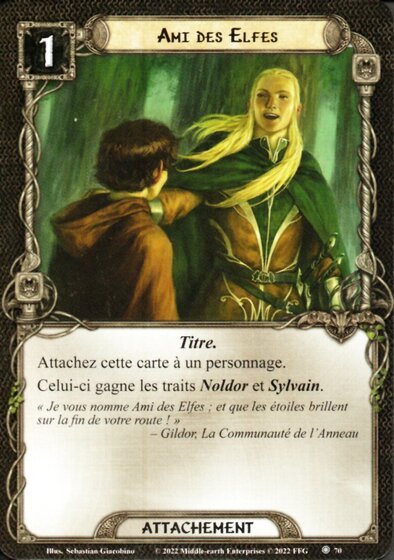 1
Ami des Elfes
Titre.
Attachez cette carte à un personnage.
Celui-ci gagne les traits Noldor et Sylvain.
« Je vous nomme Ami des Elfes ; et que les étoiles brillent
sur la fin de votre route ! »
– Gildor, La Communauté de l'Anneau
ATTACHEMENT
Illus. Sebastian Giacobino © 2022 Middle-earth Enterprises © 2022 FFG 70